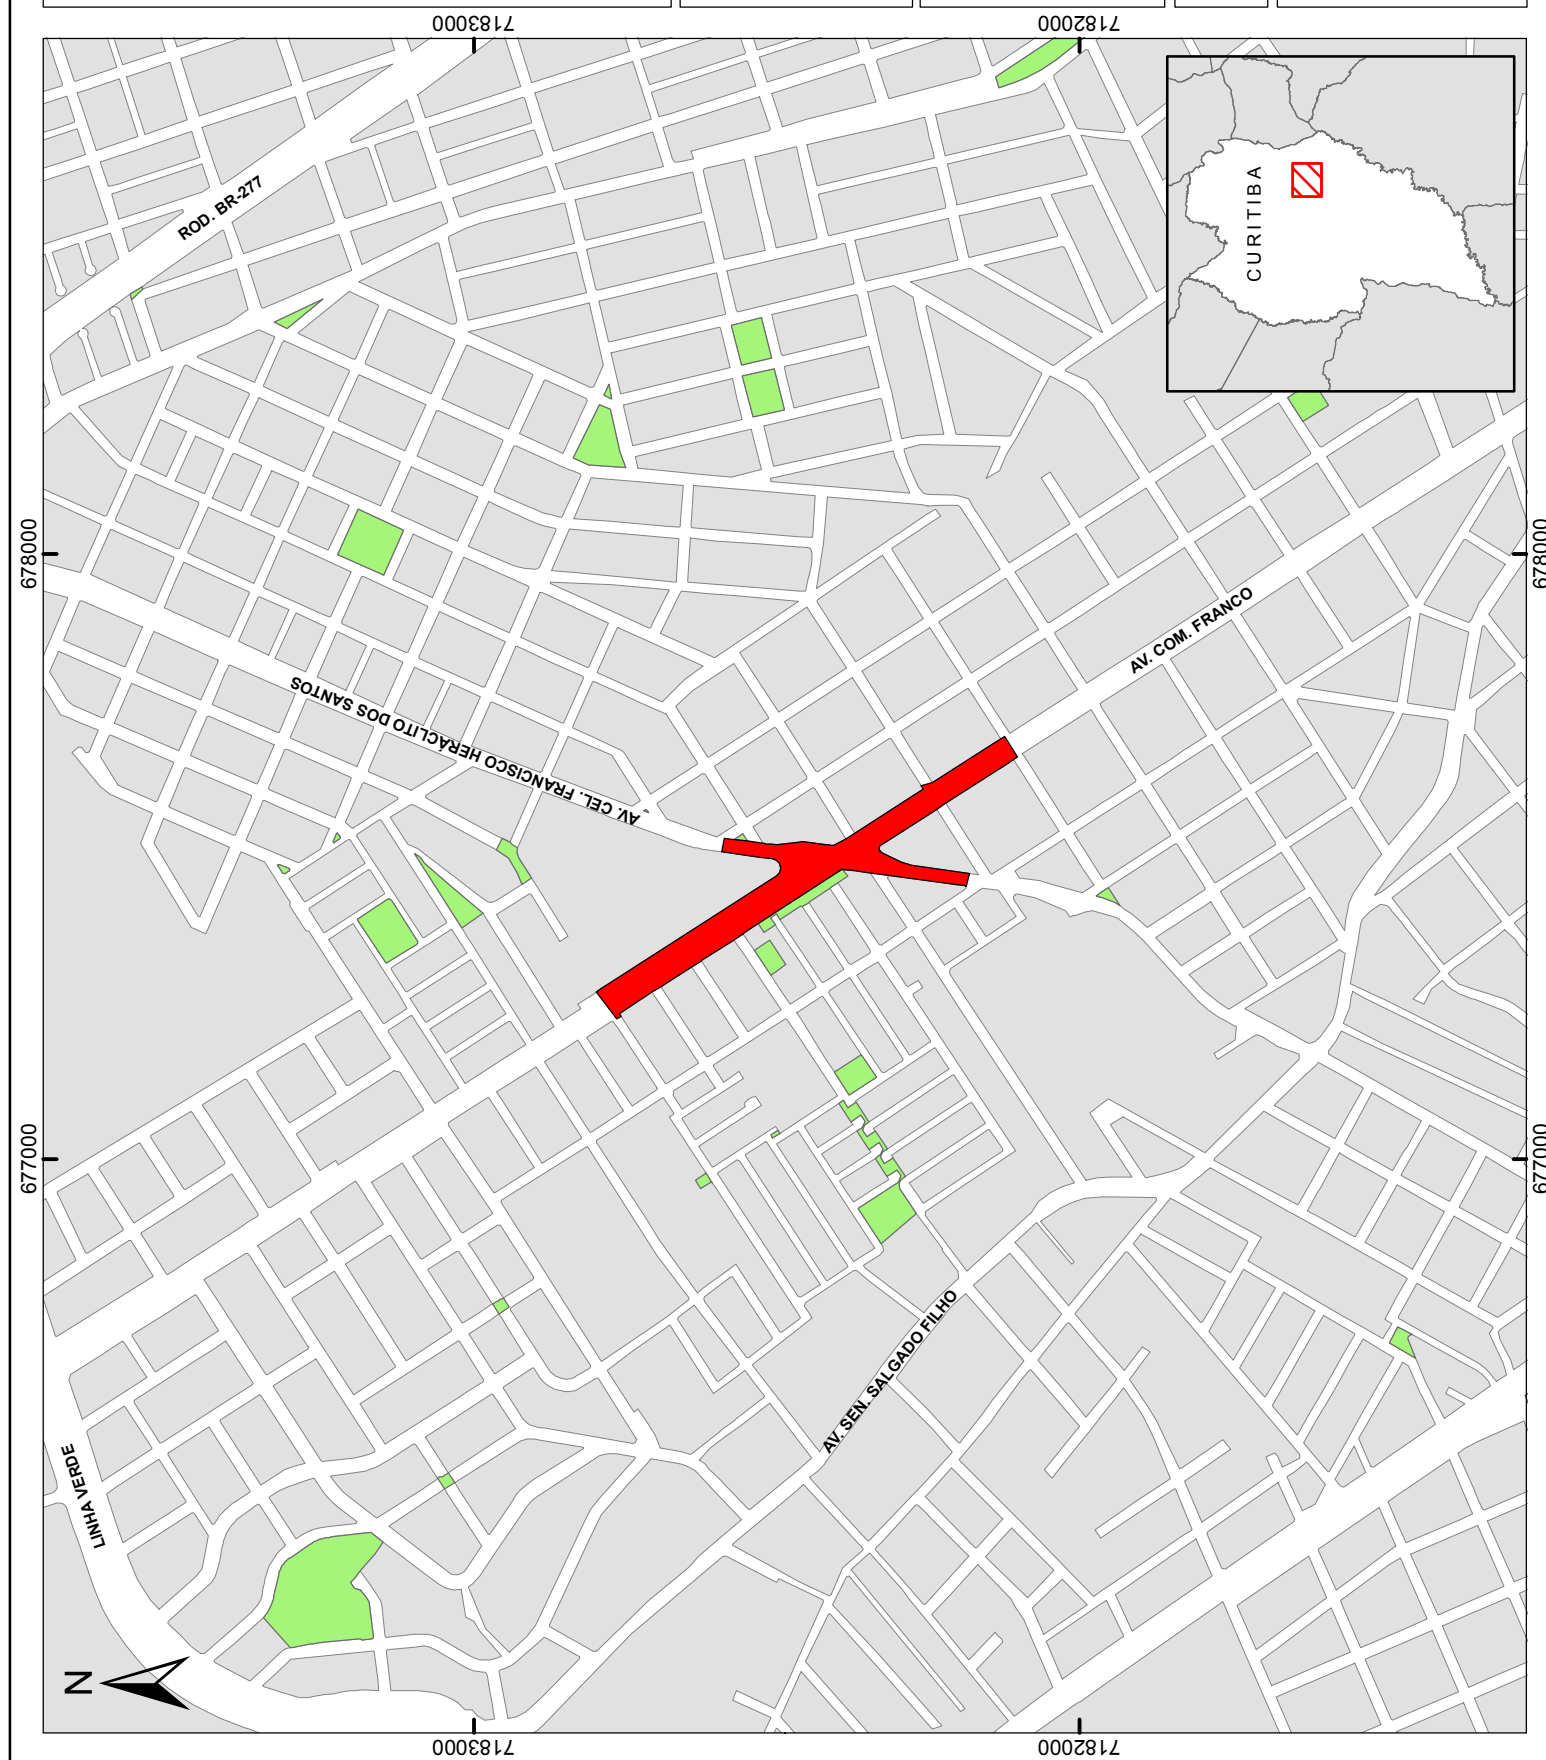 7183000
7182000
CURITIBA
ROD. BR-277
678000
678000
AV. COM. FRANCO
AV. CEL. FRANCISCO HERÁCLITO DOS SANTOS
677000
677000
AV. SEN. SALGADO FILHO
LINHA VERDE
N
7183000
7182000